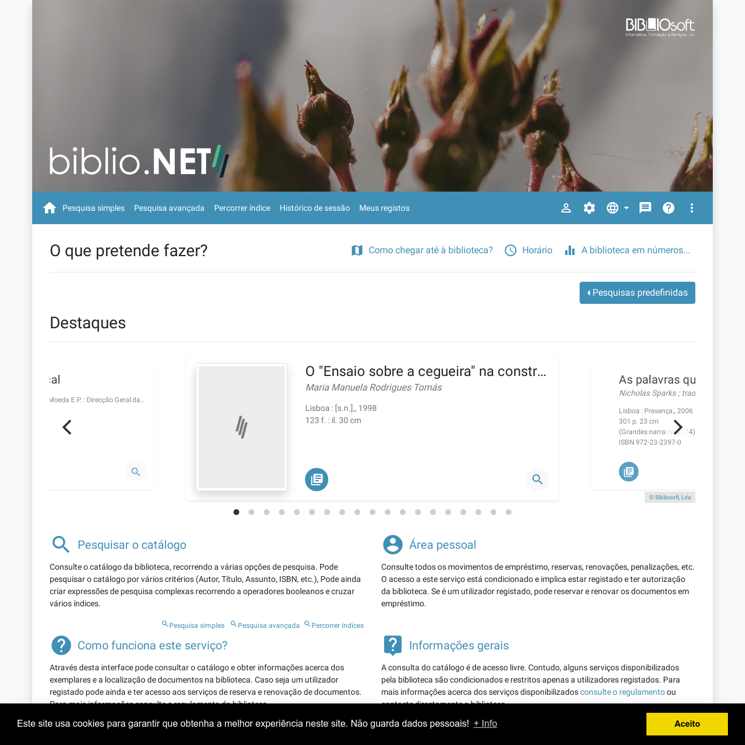 BIBLIOsoft
biblio.NET
Pesquisa simples
Pesquisa avançada
Percorrer índice
Histórico de sessão
Meus registos
O que pretende fazer?
Como chegar até à biblioteca?
Horário
A biblioteca em números...
Pesquisas predefinidas
Destaques
Moeda E.P. : Direcção Geral da...
O "Ensaio sobre a cegueira" na constr...
Maria Manuela Rodrigues Tomás
Lisboa : [s.n.],, 1998
123 f. : il. 30 cm
As palavras qu
Nicholas Sparks ; trad
Lisboa : Presença,, 2006
301 p. 23 cm
(Grandes narra 4)
ISBN 972-23-2397-0
© Bibliosoft, Lda
Pesquisar o catálogo
Consulte o catálogo da biblioteca, recorrendo a várias opções de pesquisa. Pode
pesquisar o catálogo por vários critérios (Autor, Título, Assunto, ISBN, etc.), Pode ainda
criar expressões de pesquisa complexas recorrendo a operadores booleanos e cruzar
vários índices.
Pesquisa simples
Pesquisa avançada
Percorrer índice
Área pessoal
Consulte todos os movimentos de empréstimo, reservas, renovações, penalizações, etc.
O acesso a este serviço está condicionado e implica estar registado e ter autorização
da biblioteca. Se é um utilizador registado, pode reservar e renovar os documentos em
empréstimo.
Como funciona este serviço?
Através desta interface pode consultar o catálogo e obter informações acerca dos
exemplares e a localização de documentos na biblioteca. Caso seja um utilizador
registado pode ainda e ter acesso aos serviços de reserva e renovação de documentos.
Informações gerais
A consulta do catálogo é de acesso livre. Contudo, alguns serviços disponibilizados
pela biblioteca são condicionados e restritos apenas a utilizadores registados. Para
mais informações acerca dos serviços disponibilizados consulte o regulamento ou
Este site usa cookies para garantir que obtenha a melhor experiência neste site. Não guarda dados pessoais! + Info
Aceito